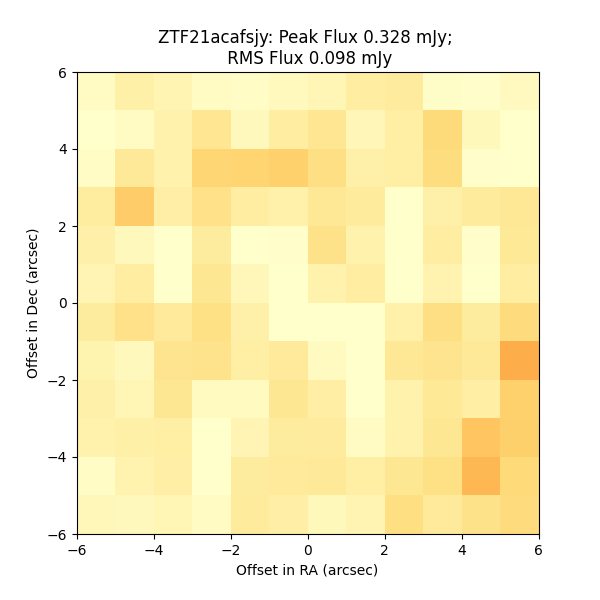 ZTF21acafsjy: Peak Flux 0.328 mJy;
RMS Flux 0.098 mJy
6
4
2
0
−2
−4
−6
Offset in Dec (arcsec)
−6 −4 −2 0 2 4 6
Offset in RA (arcsec)